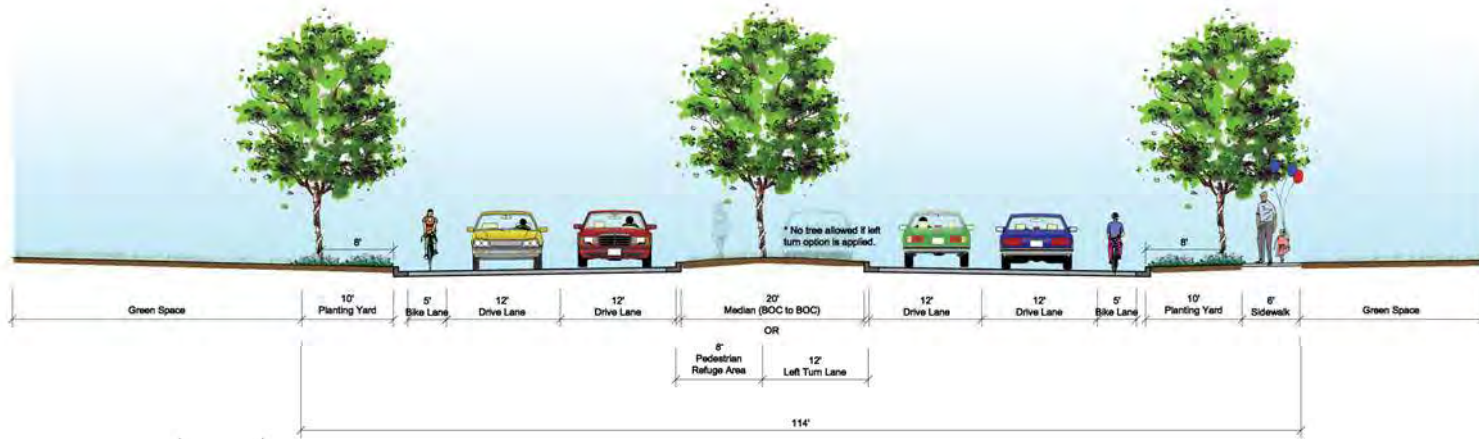 * No tree allowed if left
turn option is applied.
8'
8'
Green Space
10'
Planting Yard
5'
Bike Lane
12'
Drive Lane
12'
Drive Lane
20'
Median (BOC to BOC)
12'
Drive Lane
12'
Drive Lane
5'
Bike Lane
10'
Planting Yard
6'
Sidewalk
Green Space
OR
8'
Pedestrian
Refuge Area
12'
Left Turn Lane
114'